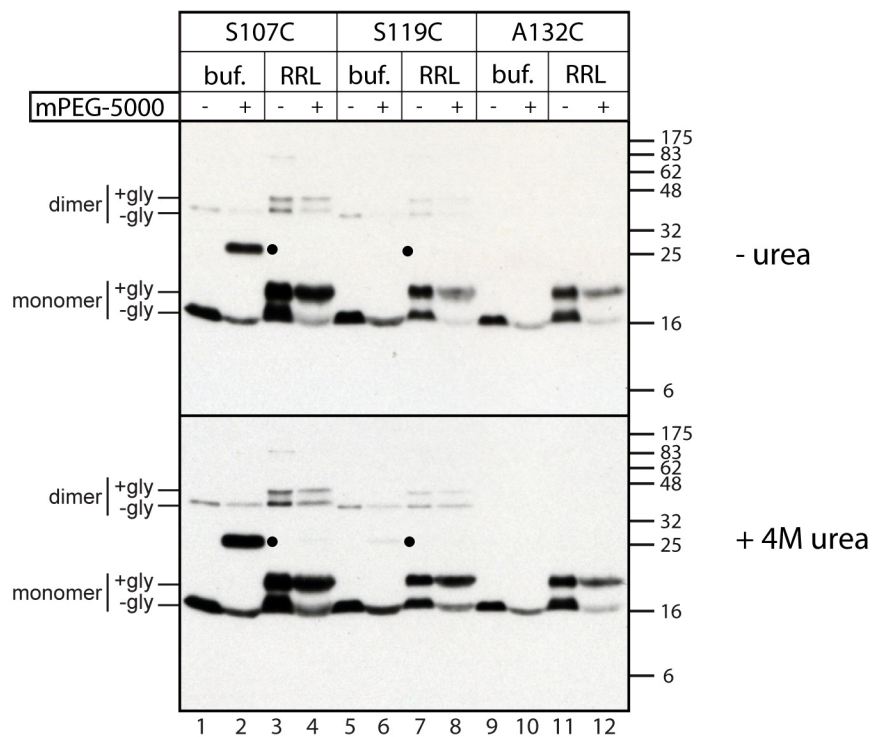 S107C S119C A132C
buf. RRL buf. RRL buf. RRL
mPEG-5000 - + - + - + - + - + - +
175
83
62
48
dimer +gly
-gly
32
25
- urea
monomer +gly
-gly
16
6
175
83
62
48
dimer +gly
-gly
32
25
+ 4M urea
monomer +gly
-gly
16
6
1 2 3 4 5 6 7 8 9 10 11 12